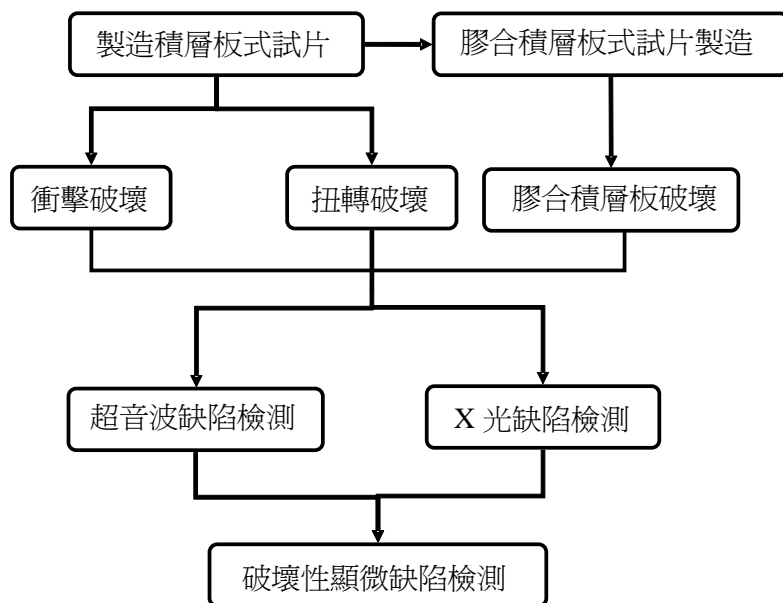 製造積層板式試片
膠合積層板式試片製造
衝擊破壞
扭轉破壞
膠合積層板破壞
超音波缺陷檢測
X 光缺陷檢測
破壞性顯微缺陷檢測